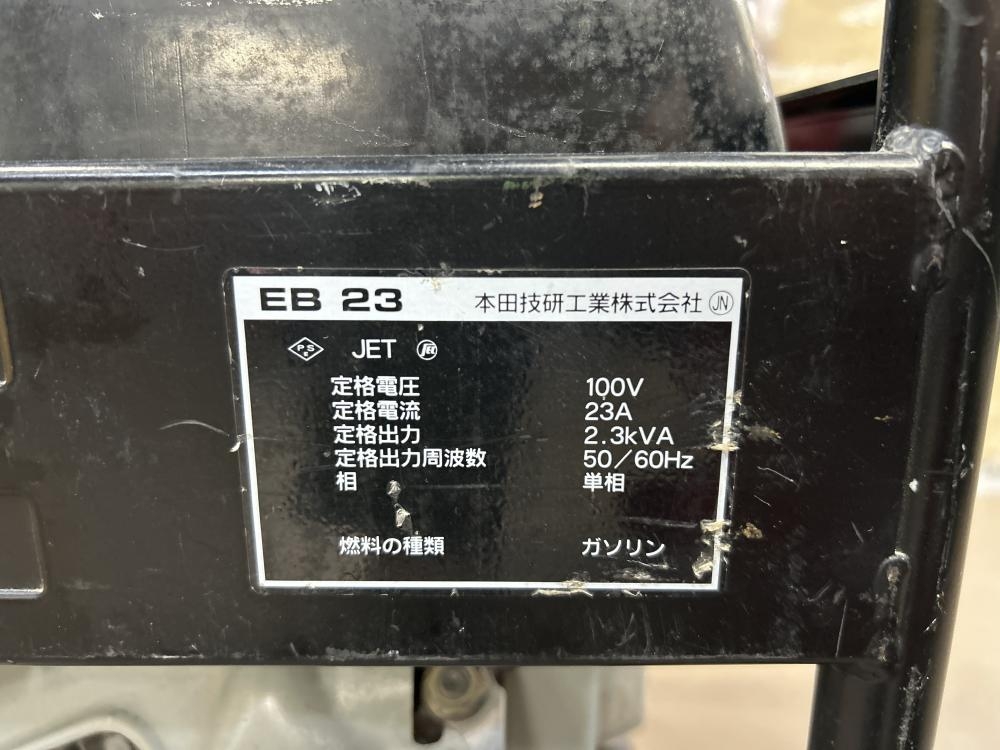 EB 23 本田技研工業株式会社 JN
PSE JET JET
定格電圧 100V
定格電流 23A
定格出力 2.3kVA
定格出力周波数 50/60Hz
相 単相
燃料の種類 ガソリン